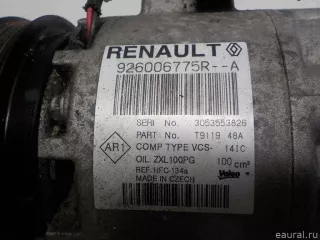 RENAULT
926006775R--A
SERI No. 3053553826
PART No. T9119 48A
AR1
COMP TYPE VCS- 141C
OIL: ZXL100PG 100 cm³
REF. HFC-134a
MADE IN CZECH
Valeo
eaural.ru